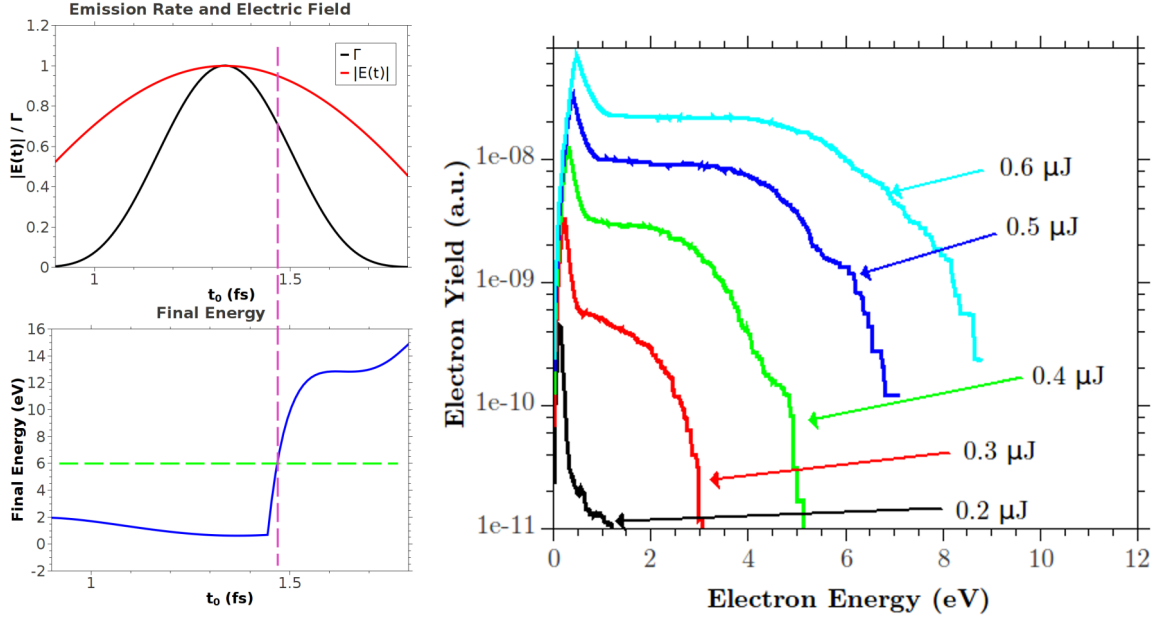 Emission Rate and Electric Field
1.2
1
0.8
0.6
0.4
0.2
0
|E(t)| / Γ
Γ
|E(t)|
1
1.5
t₀ (fs)
Final Energy
16
14
12
10
8
6
4
2
0
-2
Final Energy (eV)
1
1.5
t₀ (fs)
Electron Yield (a.u.)
1e-08
1e-09
1e-10
1e-11
0.6 μJ
0.5 μJ
0.4 μJ
0.3 μJ
0.2 μJ
0 2 4 6 8 10 12
Electron Energy (eV)